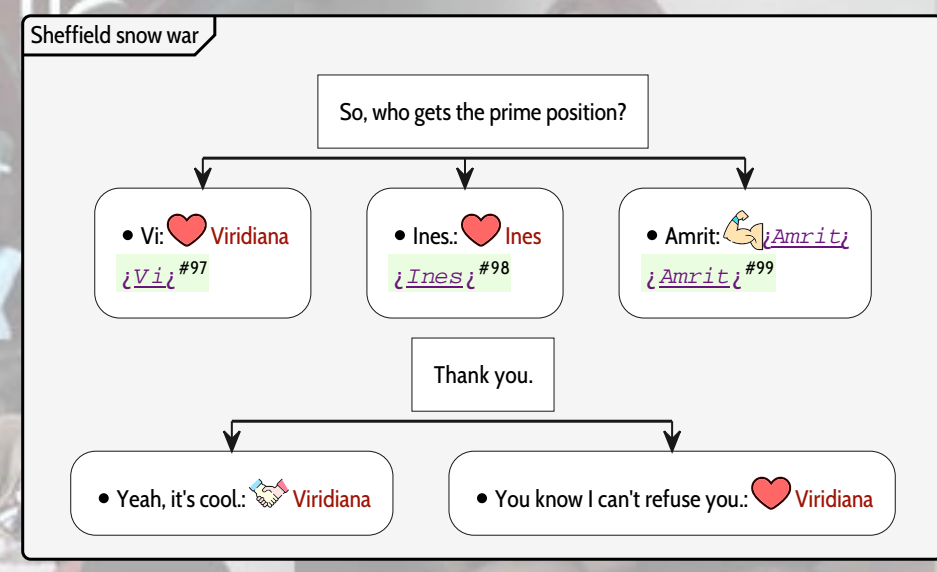 Sheffield snow war
So, who gets the prime position?
• Vi: Viridiana
¿Vi¿ #97
• Ines.: Ines
¿Ines¿ #98
• Amrit: ¿Amrit¿
¿Amrit¿ #99
Thank you.
• Yeah, it's cool.: Viridiana
• You know I can't refuse you.: Viridiana